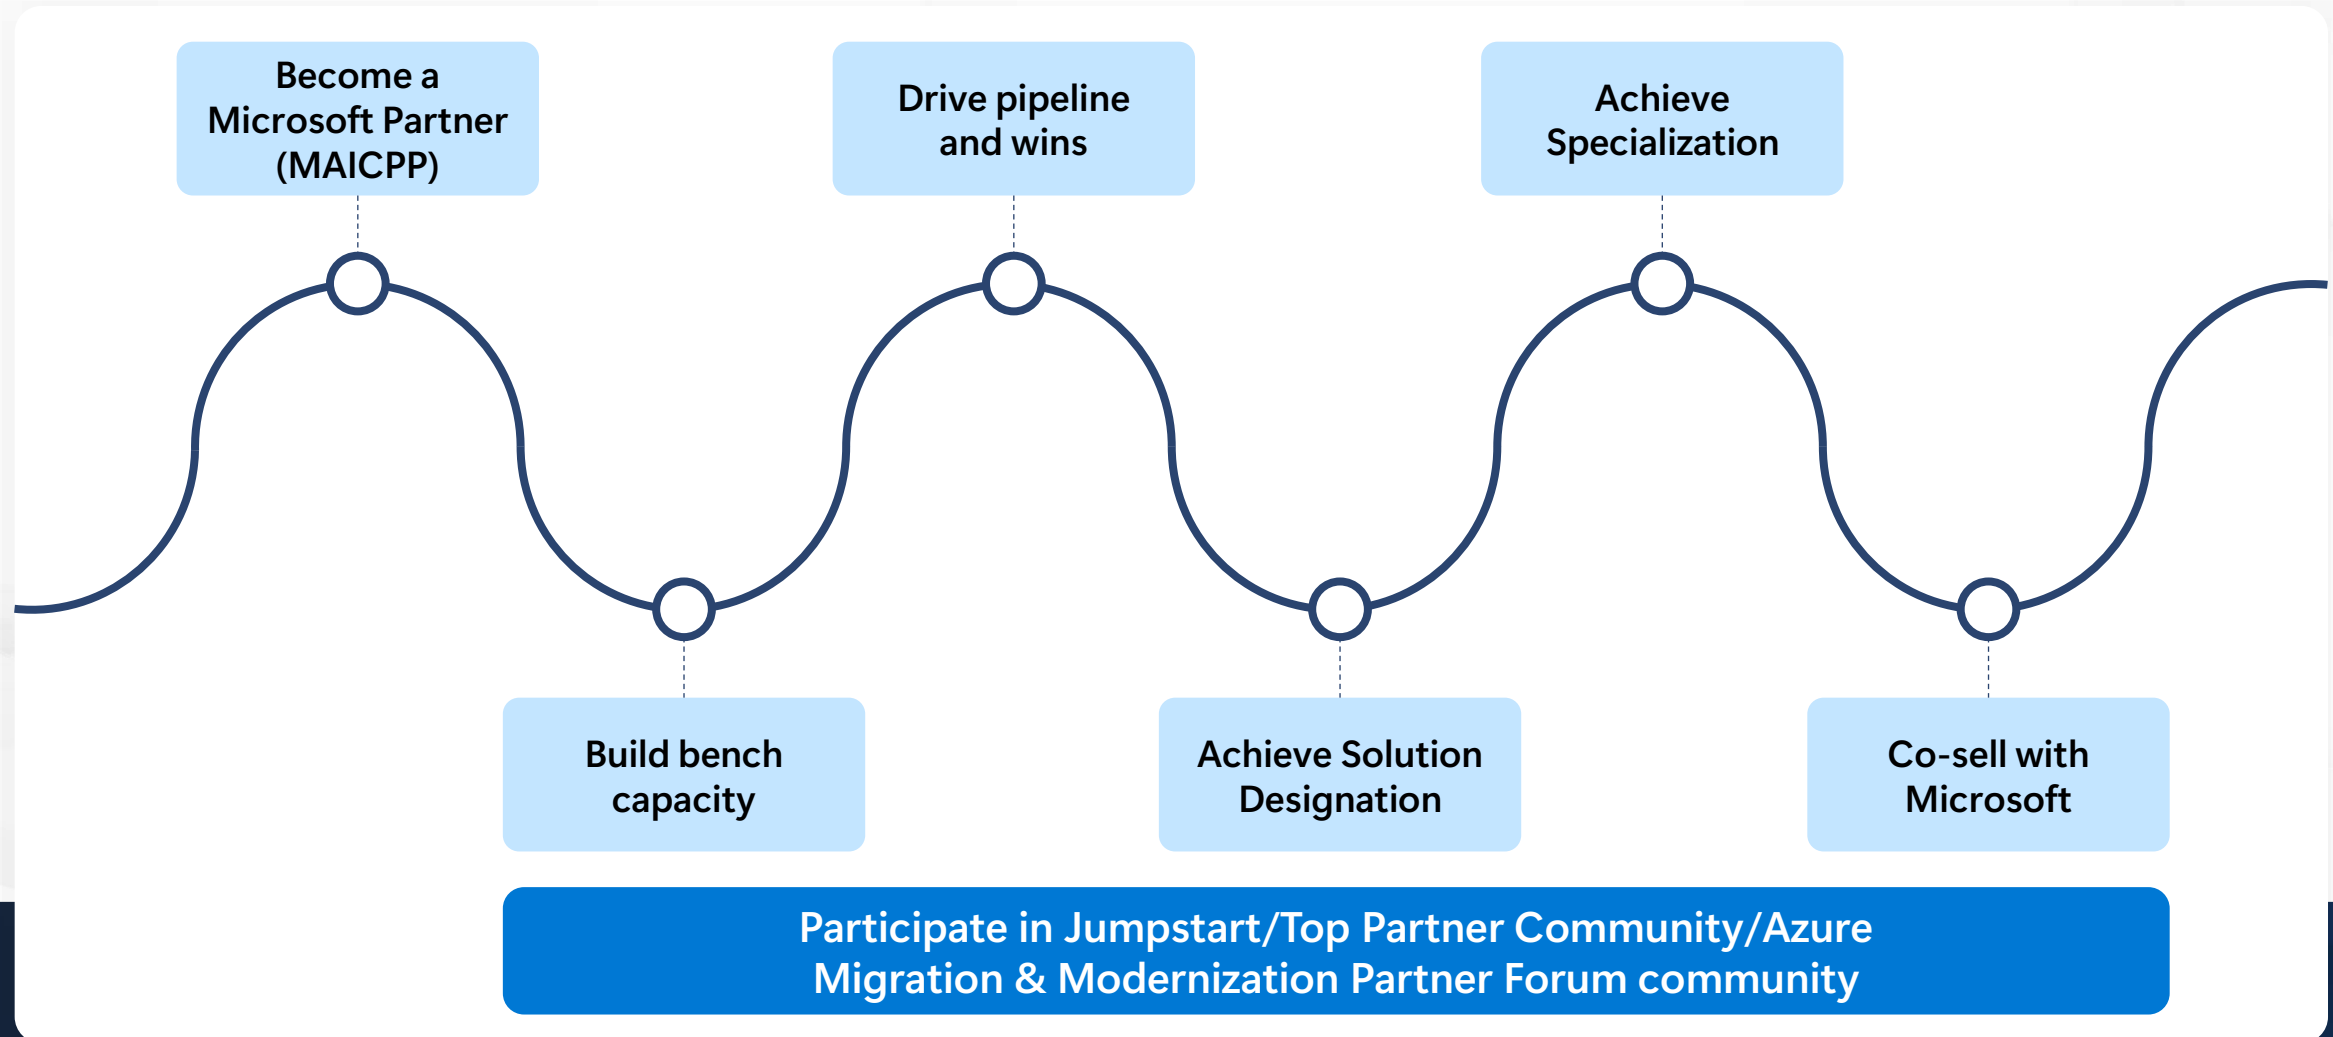 Become a
Microsoft Partner
(MAICPP)
Drive pipeline
and wins
Achieve
Specialization
Build bench
capacity
Achieve Solution
Designation
Co-sell with
Microsoft
Participate in Jumpstart/Top Partner Community/Azure
Migration & Modernization Partner Forum community